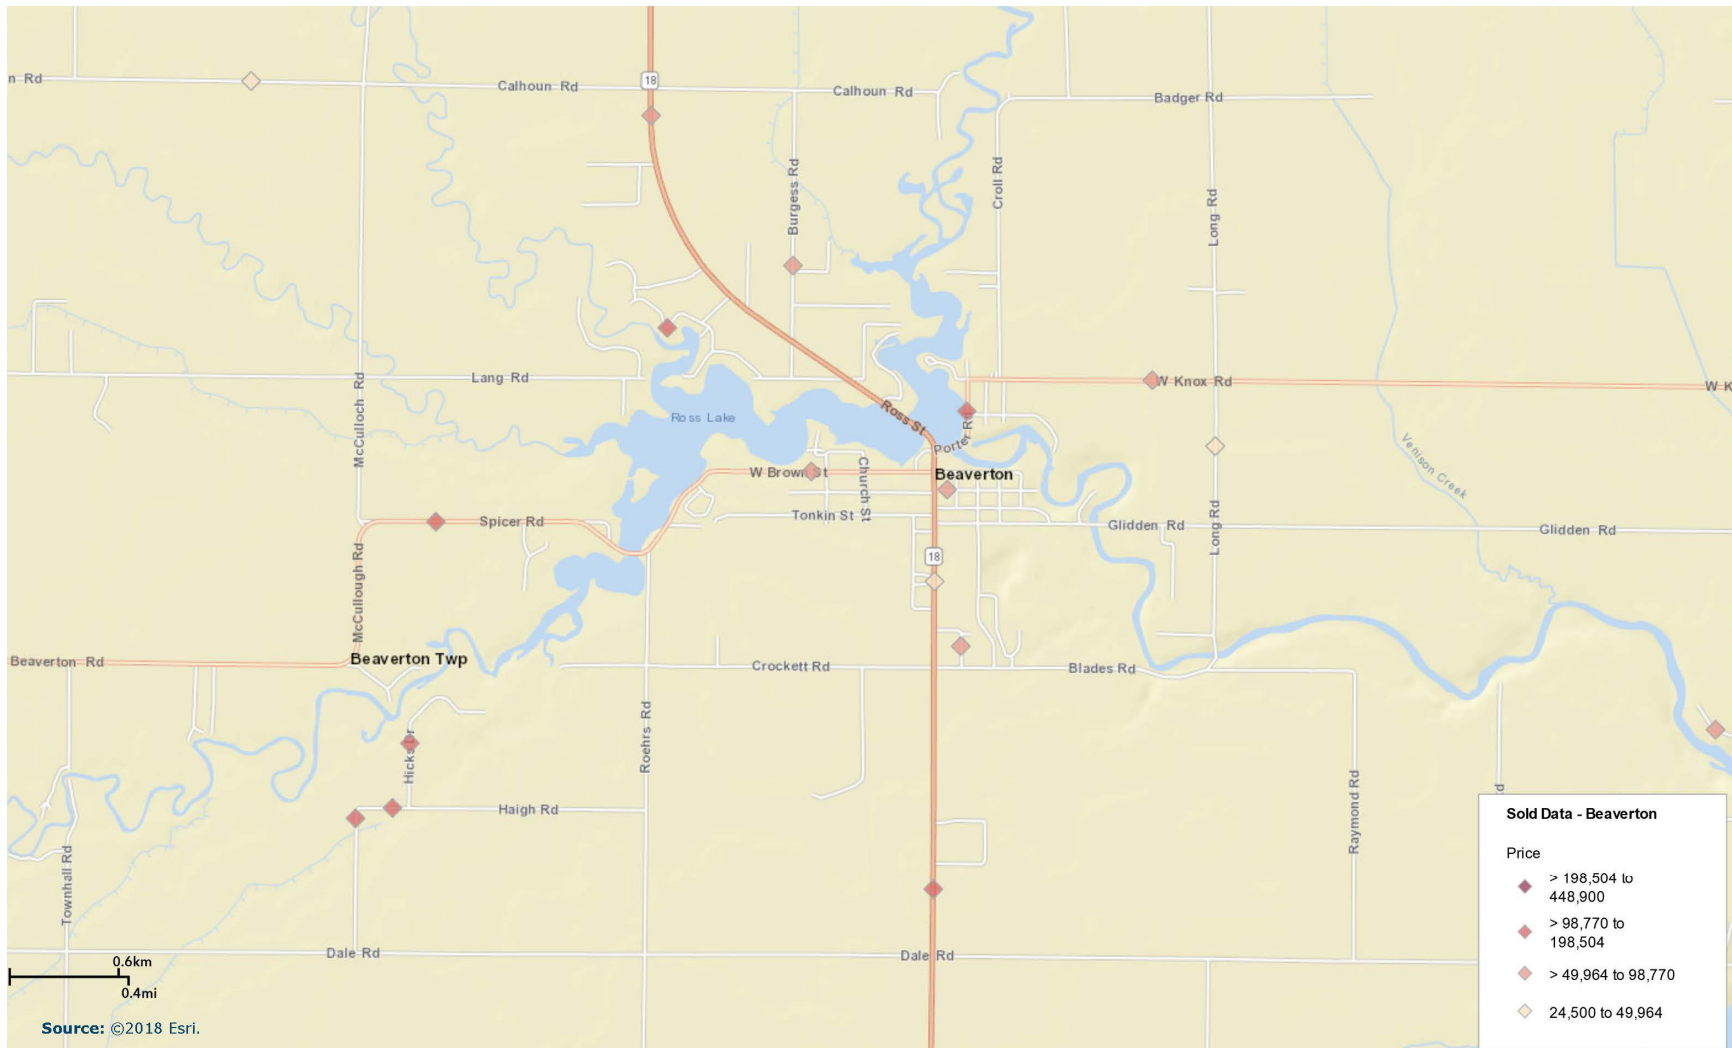 n Rd
Calhoun Rd
18
Calhoun Rd
Badger Rd
Burgess Rd
Croll Rd
Long Rd
Lang Rd
McCulloch Rd
Ross Lake
Ross St
W Knox Rd
W K
Porter R
Venison Creek
Beaverton
W Brown St
Church St
Spicer Rd
Tonkin St
Glidden Rd
Glidden Rd
Long Rd
McCullough Rd
18
Beaverton Rd
Beaverton Twp
Crockett Rd
Blades Rd
Roehrs Rd
Hicks Dr
Haigh Rd
Raymond Rd
Townhall Rd
d
Dale Rd
Dale Rd
0.6km
0.4mi
Source: ©2018 Esri.
Sold Data - Beaverton
Price
> 198,504 to
448,900
> 98,770 to
198,504
> 49,964 to 98,770
24,500 to 49,964